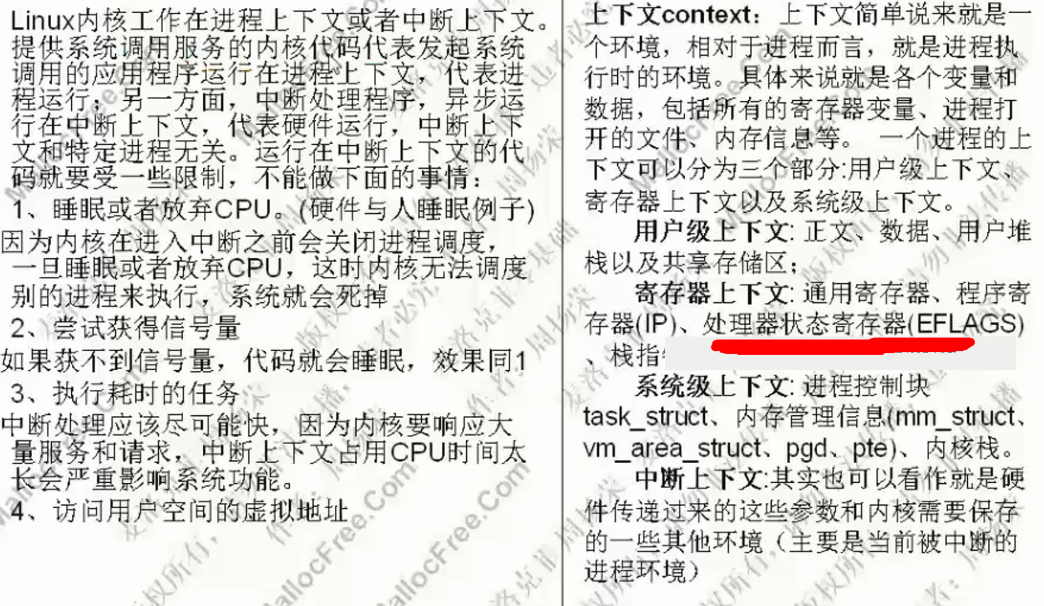 Linux内核工作在进程上下文或者中断上下文。
提供系统调用服务的内核代码代表发起系统
调用的应用程序运行在进程上下文，代表进
程运行；另一方面，中断处理程序，异步运
行在中断上下文，代表硬件运行，中断上下
文和特定进程无关。运行在中断上下文的代
码就要受一些限制，不能做下面的事情：
1、睡眠或者放弃CPU。(硬件与人睡眠例子)
因为内核在进入中断之前会关闭进程调度，
一旦睡眠或者放弃CPU，这时内核无法调度
别的进程来执行，系统就会死掉
2、尝试获得信号量
如果获不到信号量，代码就会睡眠，效果同1
3、执行耗时的任务
中断处理应该尽可能快，因为内核要响应大
量服务和请求，中断上下文占用CPU时间太
长会严重影响系统功能。
4、访问用户空间的虚拟地址
上下文context：上下文简单说来就是一
个环境，相对于进程而言，就是进程执
行时的环境。具体来说就是各个变量和
数据，包括所有的寄存器变量、进程打
开的文件、内存信息等。 一个进程的上
下文可以分为三个部分:用户级上下文、
寄存器上下文以及系统级上下文。
用户级上下文: 正文、数据、用户堆
栈以及共享存储区；
寄存器上下文: 通用寄存器、程序寄
存器(IP)、处理器状态寄存器(EFLAGS)
、栈指
系统级上下文: 进程控制块
task_struct、内存管理信息(mm_struct、
vm_area_struct、pgd、pte)、内核栈。
中断上下文:其实也可以看作就是硬
件传递过来的这些参数和内核需要保存
的一些其他环境（主要是当前被中断的
进程环境）